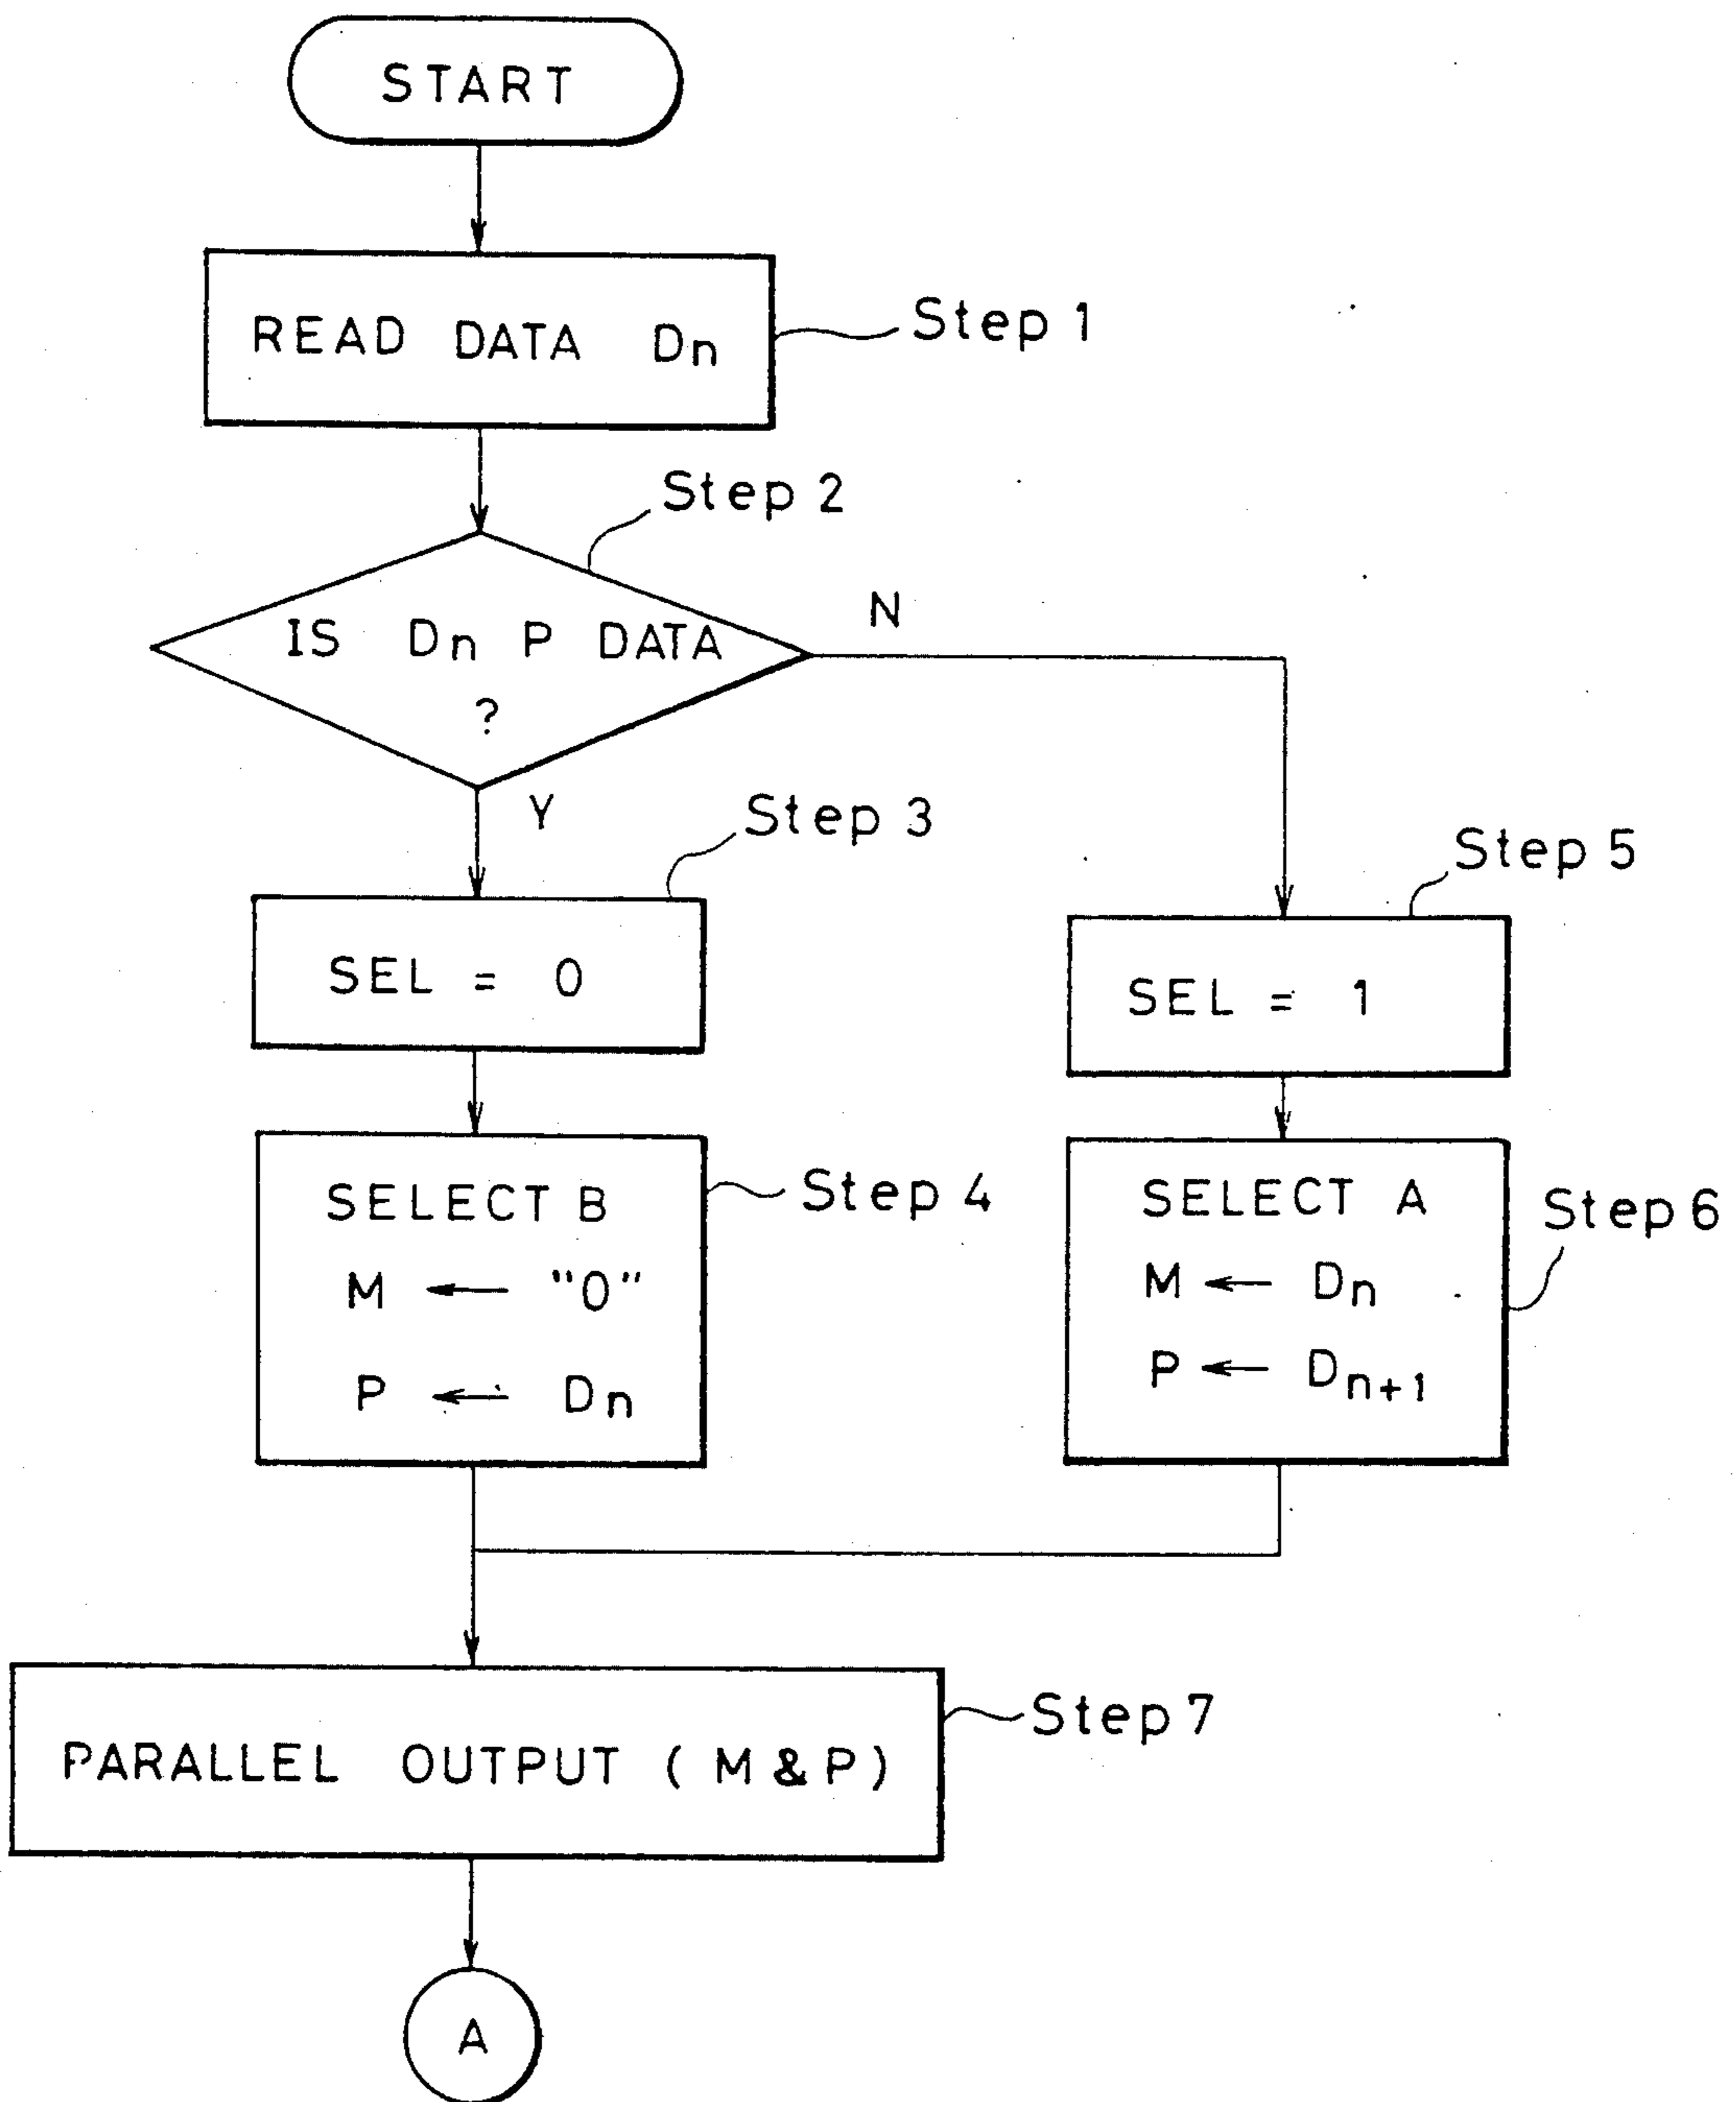 START
READ DATA Dn
Step 1
Step 2
IS Dn P DATA
?
N
Y
Step 3
SEL = 0
Step 5
SEL = 1
SELECT B
M ← "0"
P ← Dn
Step 4
SELECT A
M ← Dn
P ← Dn+1
Step 6
PARALLEL OUTPUT ( M & P )
Step 7
A